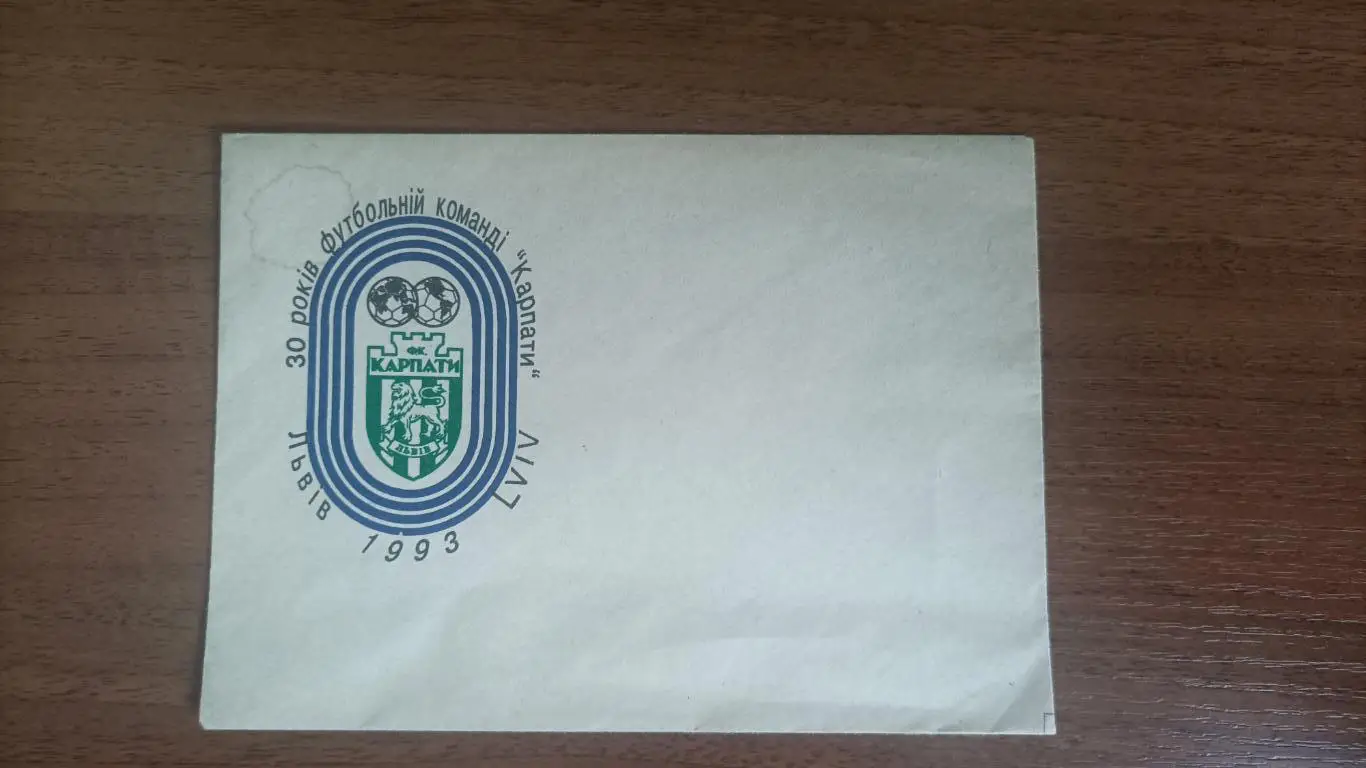 30 років Футбольній команді "Карпати"
ФК
КАРПАТИ
ЛЬВІВ
Львів
1993
LVIV